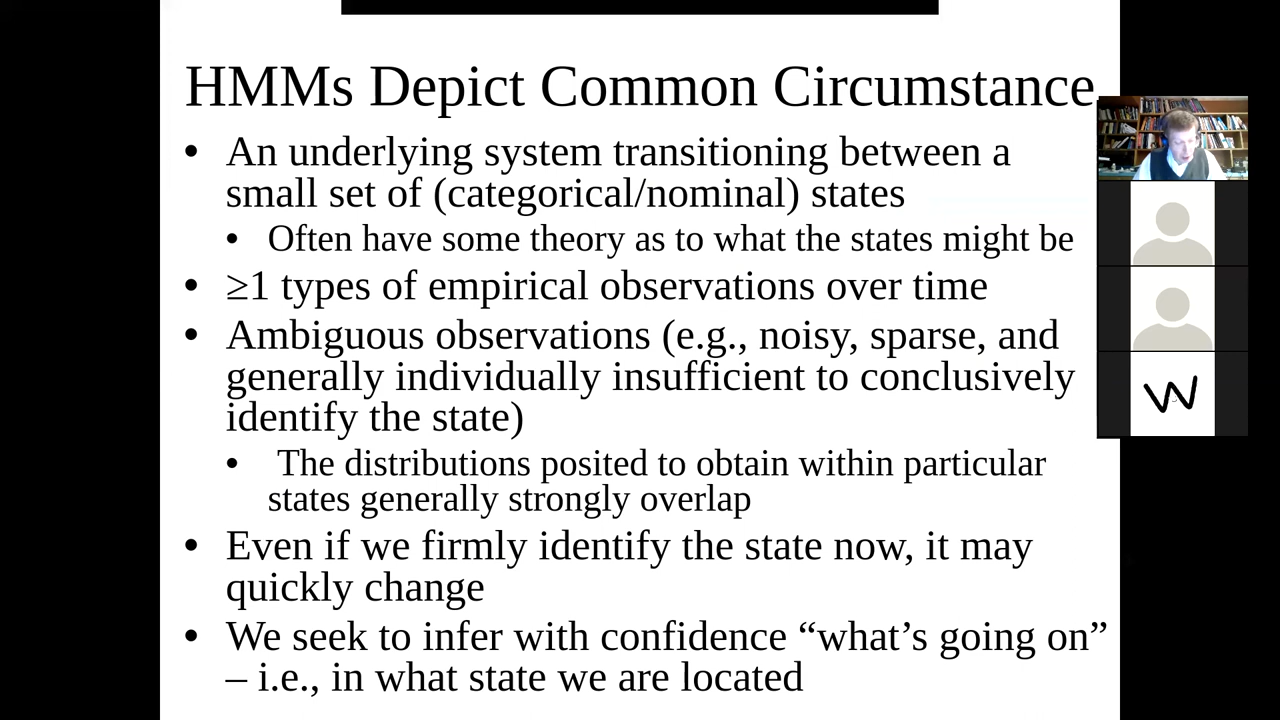 HMMs Depict Common Circumstance
• An underlying system transitioning between a
small set of (categorical/nominal) states
• Often have some theory as to what the states might be
• ≥1 types of empirical observations over time
• Ambiguous observations (e.g., noisy, sparse, and
generally individually insufficient to conclusively
identify the state)
• The distributions posited to obtain within particular
states generally strongly overlap
• Even if we firmly identify the state now, it may
quickly change
• We seek to infer with confidence “what’s going on”
– i.e., in what state we are located
W